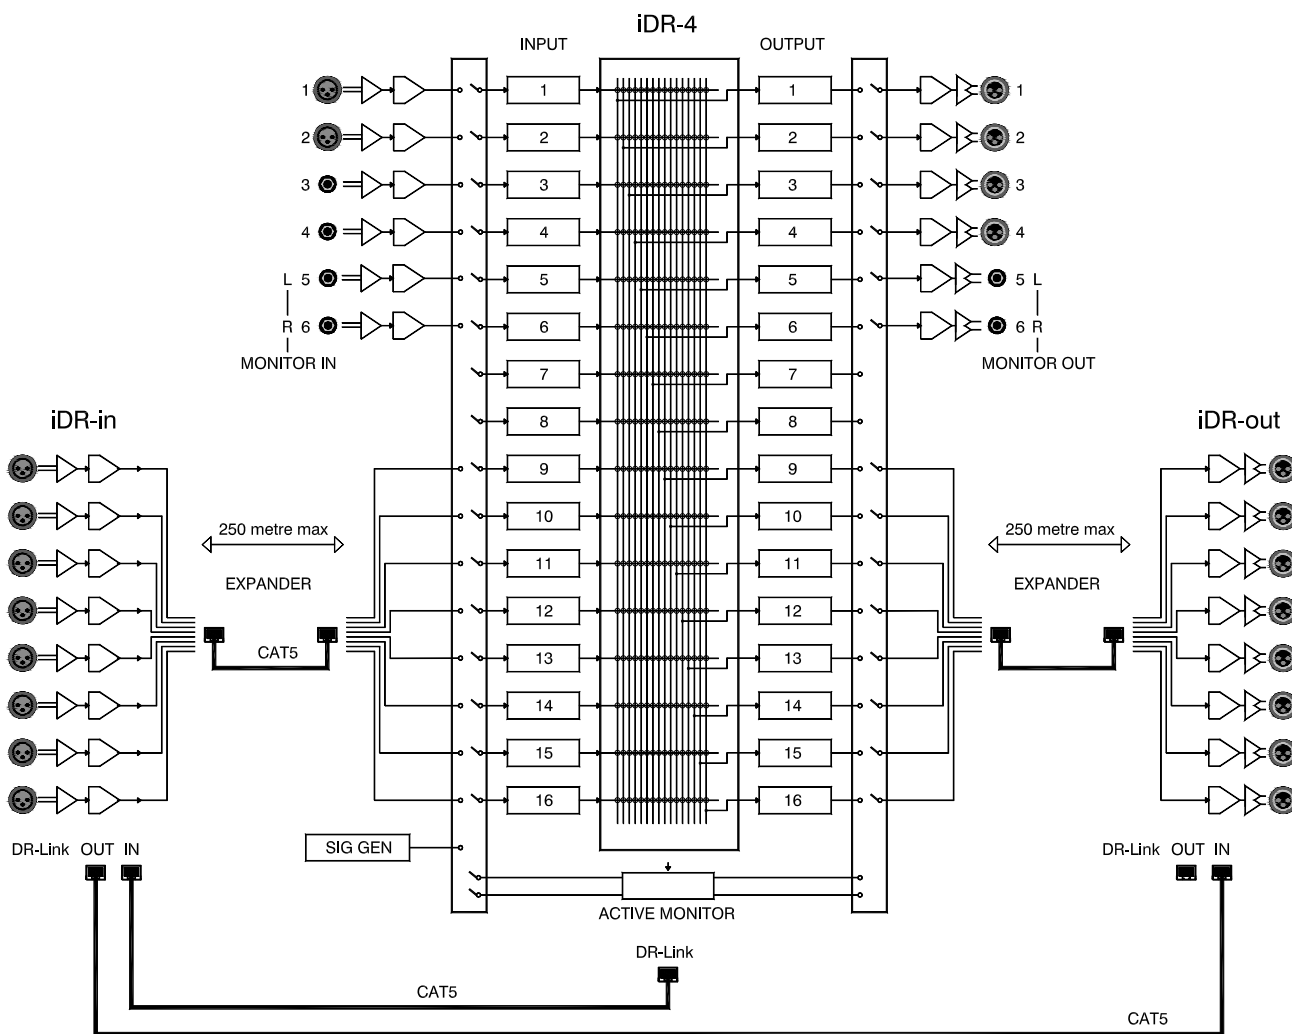 iDR-4
INPUT OUTPUT
1 1 1 1
2 2 2 2
3 3 3 3
4 4 4 4
L 5 5 5 5 L
R 6 6 6 6 R
MONITOR IN MONITOR OUT
7 7
8 8
iDR-in iDR-out
9 9
10 10
250 metre max 250 metre max
11 11
EXPANDER EXPANDER
12 12
CAT5
13 13
14 14
15 15
16 16
DR-Link OUT IN
SIG GEN
DR-Link OUT IN
ACTIVE MONITOR
DR-Link
CAT5
CAT5